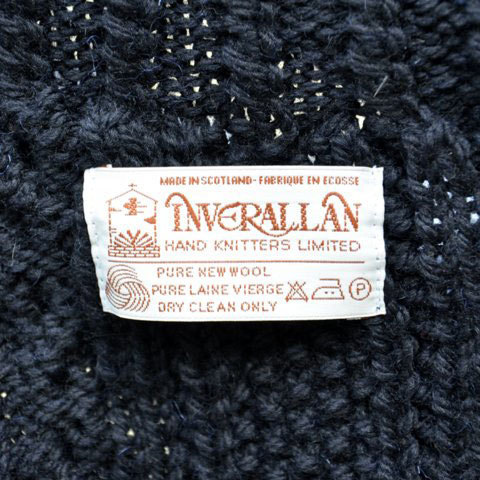 MADE IN SCOTLAND - FABRIQUE EN ECOSSE
INVERALLAN
HAND KNITTERS LIMITED
PURE NEW WOOL
PURE LAINE VIERGE P
DRY CLEAN ONLY